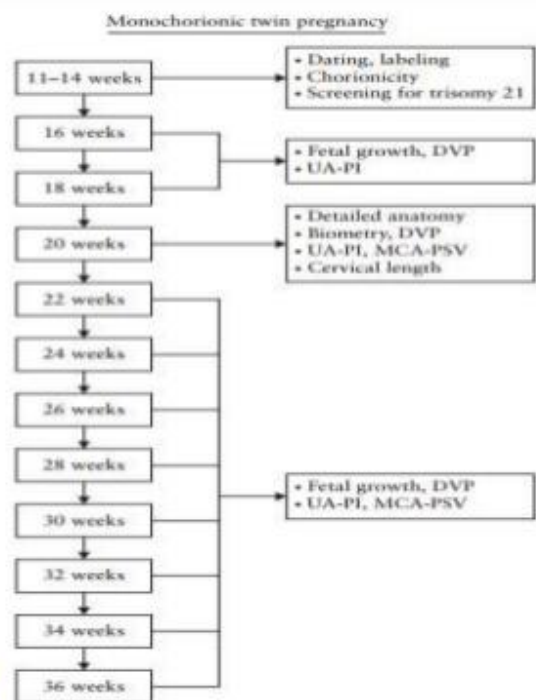 Monochorionic twin pregnancy
11–14 weeks
• Dating, labeling
• Chorionicity
• Screening for trisomy 21
16 weeks
18 weeks
• Fetal growth, DVP
• UA-PI
20 weeks
• Detailed anatomy
• Biometry, DVP
• UA-PI, MCA-PSV
• Cervical length
22 weeks
24 weeks
26 weeks
28 weeks
30 weeks
32 weeks
34 weeks
36 weeks
• Fetal growth, DVP
• UA-PI, MCA-PSV